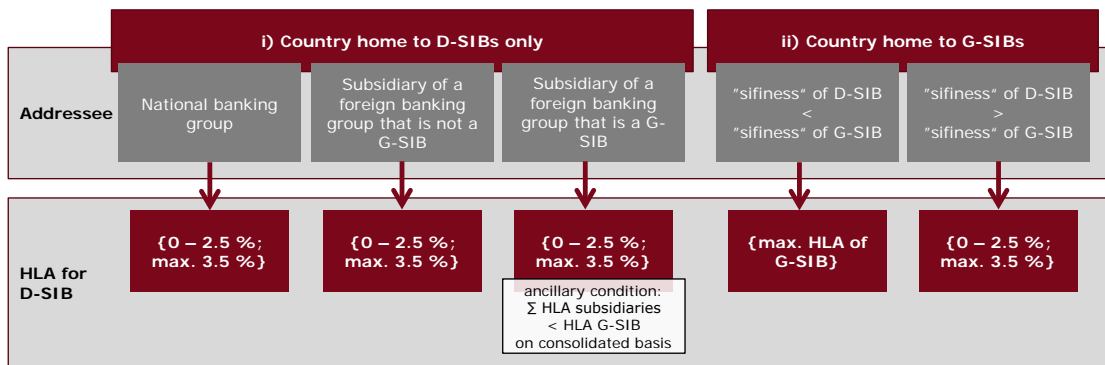 i) Country home to D-SIBs only
ii) Country home to G-SIBs
Addressee
National banking
group
Subsidiary of a
foreign banking
group that is not a
G-SIB
Subsidiary of a
foreign banking
group that is a G-
SIB
"sifiness“ of D-SIB
<
"sifiness“ of G-SIB
"sifiness“ of D-SIB
>
"sifiness“ of G-SIB
HLA for
D-SIB
{0 – 2.5 %;
max. 3.5 %}
{0 – 2.5 %;
max. 3.5 %}
{0 – 2.5 %;
max. 3.5 %}
ancillary condition:
Σ HLA subsidiaries
< HLA G-SIB
on consolidated basis
{max. HLA of
G-SIB}
{0 – 2.5 %;
max. 3.5 %}